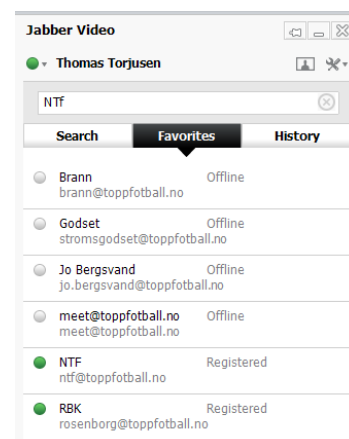 Jabber Video
Thomas Torjusen
NTf
Search Favorites History
Brann Offline
brann@toppfotball.no
Godset Offline
stromsgodset@toppfotball.no
Jo Bergsvand Offline
jo.bergsvand@toppfotball.no
meet@toppfotball.no Offline
meet@toppfotball.no
NTF Registered
ntf@toppfotball.no
RBK Registered
rosenborg@toppfotball.no